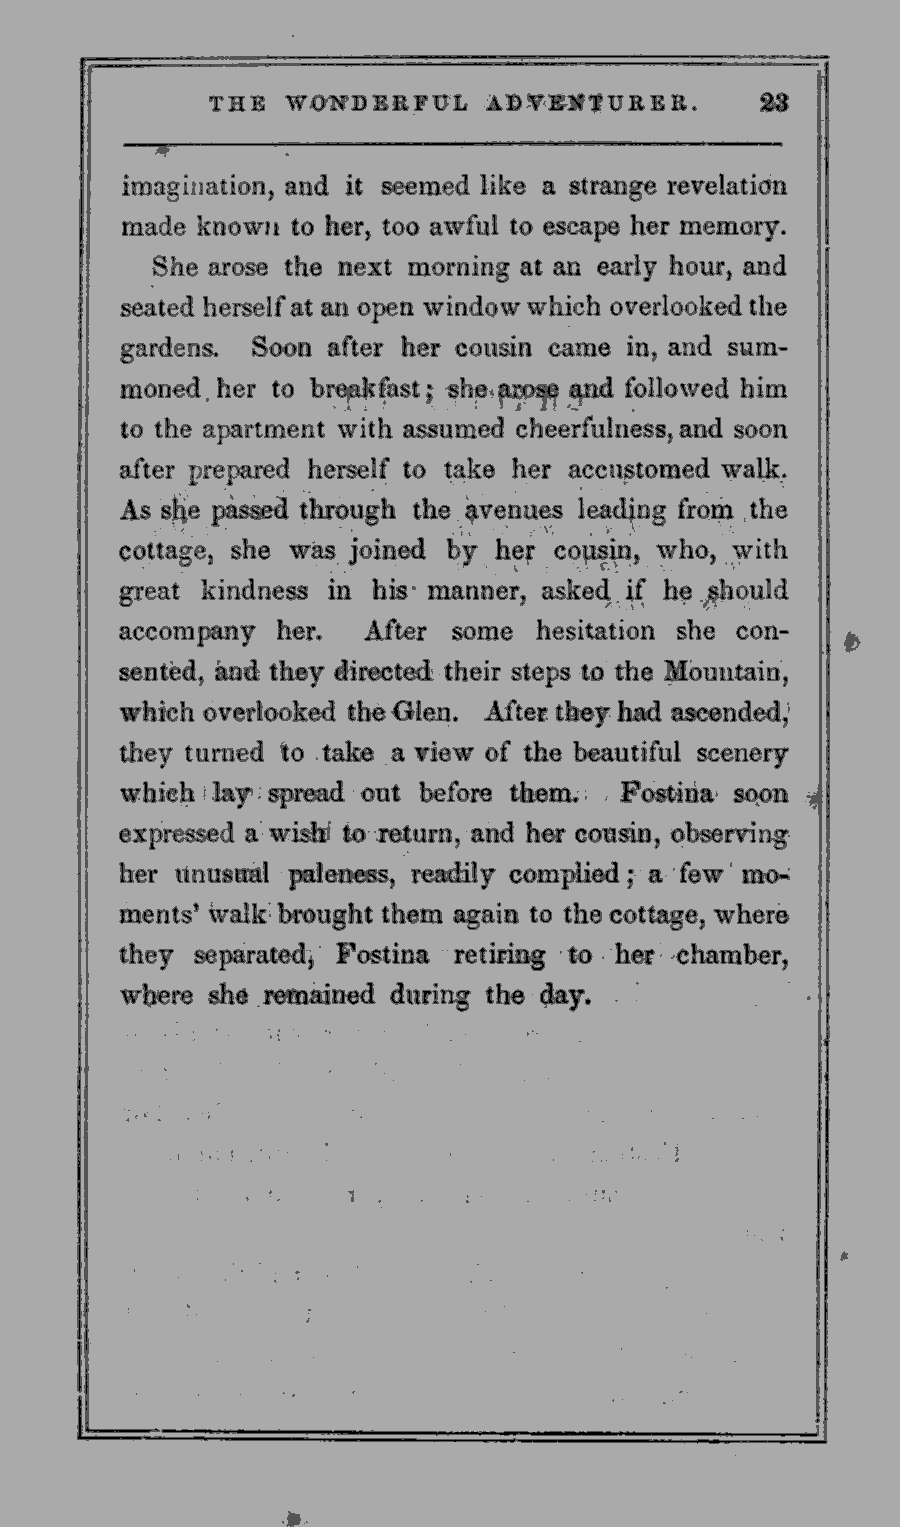 THE WONDERFUL ADVENTURER. 23
imagination, and it seemed like a strange revelation
made known to her, too awful to escape her memory.
She arose the next morning at an early hour, and
seated herself at an open window which overlooked the
gardens. Soon after her cousin came in, and sum-
moned her to breakfast; she arose and followed him
to the apartment with assumed cheerfulness, and soon
after prepared herself to take her accustomed walk.
As she passed through the avenues leading from the
cottage, she was joined by her cousin, who, with
great kindness in his manner, asked if he should
accompany her. After some hesitation she con-
sented, and they directed their steps to the Mountain,
which overlooked the Glen. After they had ascended,
they turned to take a view of the beautiful scenery
which lay spread out before them. Fostina soon
expressed a wish to return, and her cousin, observing
her unusual paleness, readily complied; a few mo-
ments' walk brought them again to the cottage, where
they separated, Fostina retiring to her chamber,
where she remained during the day.